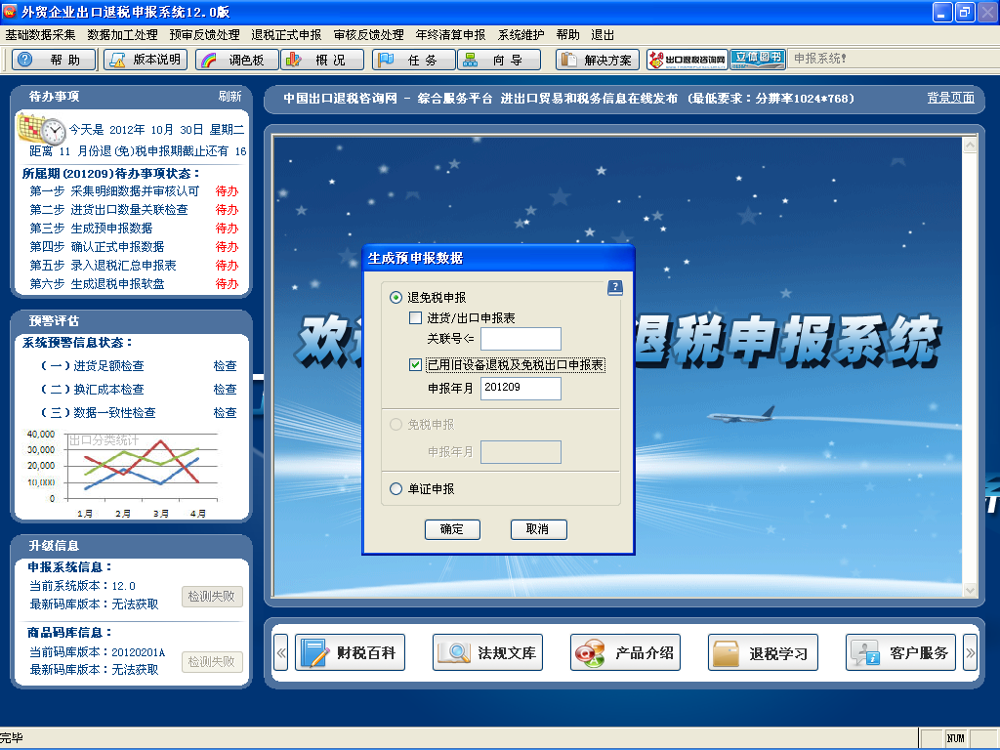 外贸企业出口退税申报系统12.0版
基础数据采集 数据加工处理 预审反馈处理 退税正式申报 审核反馈处理 年终清算申报 系统维护 帮助 退出
帮 助 版本说明 调色板 概 况 任 务 向 导 解决方案 出口退税咨询网 立信图书 申报系统!
待办事项 刷新
今天是 2012年 10月 30日 星期二
距离 11 月份退(免)税申报期截止还有 16
所属期(201209)待办事项状态：
第一步 采集明细数据并审核认可 待办
第二步 进货出口数量关联检查 待办
第三步 生成预申报数据 待办
第四步 确认正式申报数据 待办
第五步 录入退税汇总申报表 待办
第六步 生成退税申报软盘 待办
预警评估
系统预警信息状态：
（一）进货足额检查 检查
（二）换汇成本检查 检查
（三）数据一致性检查 检查
出口分类统计
40,000
30,000
20,000
10,000
0
1月 2月 3月 4月
升级信息
申报系统信息：
当前系统版本：12.0
最新码库版本：无法获取
检测失败
商品码库信息：
当前码库版本：20120201A
最新码库版本：无法获取
检测失败
中国出口退税咨询网 - 综合服务平台 进出口贸易和税务信息在线发布 (最低要求：分辨率1024*768) 背景页面
欢 退税申报系统
生成预申报数据
退免税申报
进货/出口申报表
关联号<=
已用旧设备退税及免税出口申报表
申报年月 201209
免税申报
申报年月
单证申报
确定 取消
财税百科 法规文库 产品介绍 退税学习 客户服务
完毕 NUM